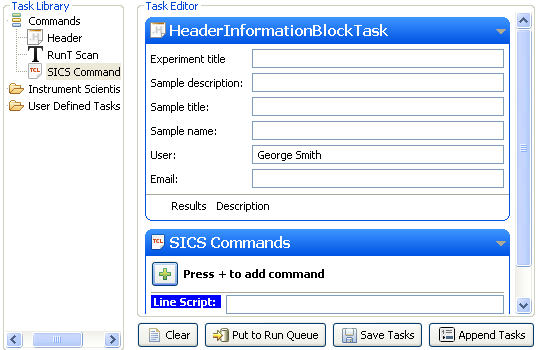 Task Library
Commands
Header
RunT Scan
SICS Command
Instrument Scientis
User Defined Tasks
Task Editor
HeaderInformationBlockTask
Experiment title
Sample description:
Sample title:
Sample name:
User: George Smith
Email:
Results Description
TCL SICS Commands
Press + to add command
Line Script:
Clear Put to Run Queue Save Tasks Append Tasks